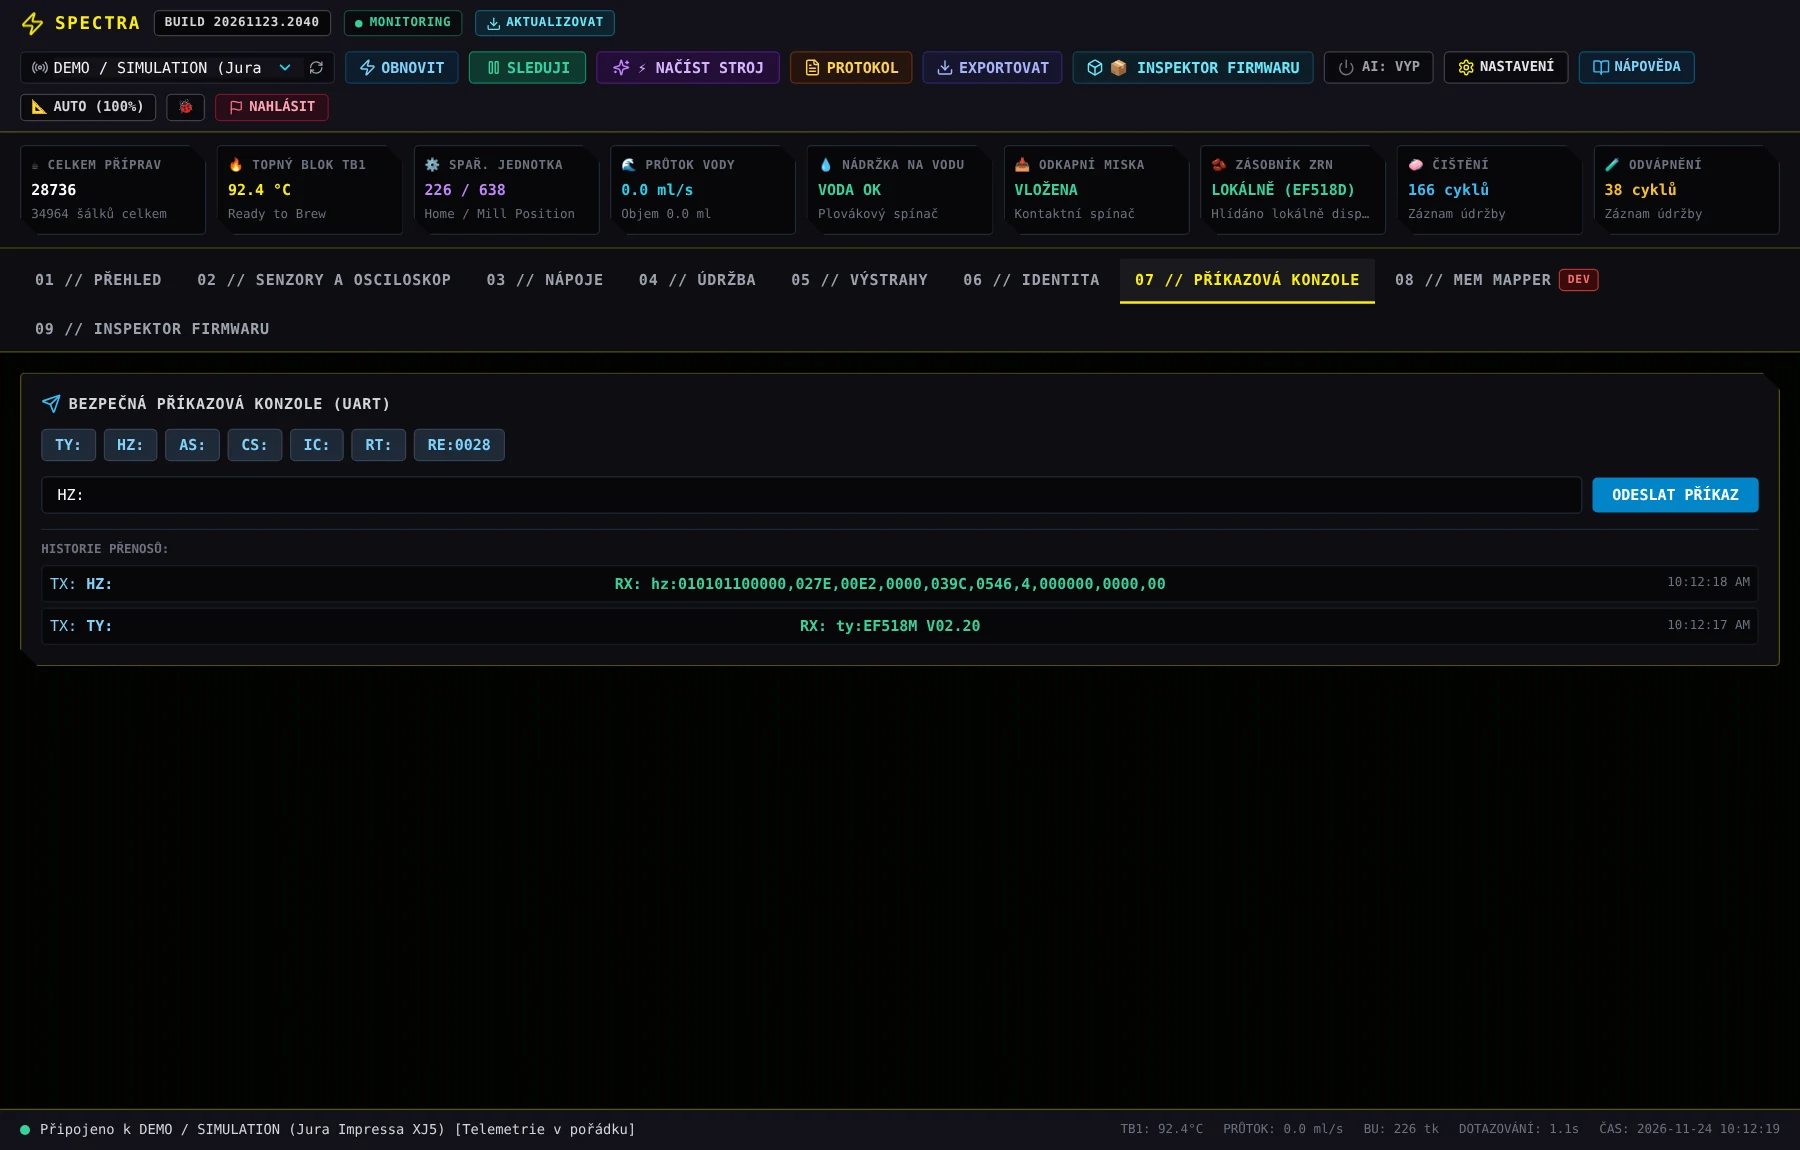 SPECTRA BUILD 20261123.2040 MONITORING AKTUALIZOVAT
DEMO / SIMULATION (Jura OBNOVIT SLEDUJI ⚡ NAČÍST STROJ PROTOKOL EXPORTOVAT INSPEKTOR FIRMWARU AI: VYP NASTAVENÍ NÁPOVĚDA
AUTO (100%) NAHLÁSIT
CELKEM PŘÍPRAV
28736
34964 šálků celkem
TOPNÝ BLOK TB1
92.4 °C
Ready to Brew
SPAŘ. JEDNOTKA
226 / 638
Home / Mill Position
PRŮTOK VODY
0.0 ml/s
Objem 0.0 ml
NÁDRŽKA NA VODU
VODA OK
Plovákový spínač
ODKAPNÍ MISKA
VLOŽENA
Kontaktní spínač
ZÁSOBNÍK ZRN
LOKÁLNĚ (EF518D)
Hlídáno lokálně disp…
ČIŠTĚNÍ
166 cyklů
Záznam údržby
ODVÁPNĚNÍ
38 cyklů
Záznam údržby
01 // PŘEHLED 02 // SENZORY A OSCILOSKOP 03 // NÁPOJE 04 // ÚDRŽBA 05 // VÝSTRAHY 06 // IDENTITA 07 // PŘÍKAZOVÁ KONZOLE 08 // MEM MAPPER DEV
09 // INSPEKTOR FIRMWARU
BEZPEČNÁ PŘÍKAZOVÁ KONZOLE (UART)
TY: HZ: AS: CS: IC: RT: RE:0028
HZ: ODESLAT PŘÍKAZ
HISTORIE PŘENOSŮ:
TX: HZ: RX: hz:010101100000,027E,00E2,0000,039C,0546,4,000000,0000,00 10:12:18 AM
TX: TY: RX: ty:EF518M V02.20 10:12:17 AM
Připojeno k DEMO / SIMULATION (Jura Impressa XJ5) [Telemetrie v pořádku] TB1: 92.4°C PRŮTOK: 0.0 ml/s BU: 226 tk DOTAZOVÁNÍ: 1.1s ČAS: 2026-11-24 10:12:19